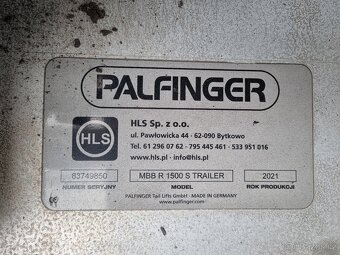 PALFINGER
HLS
HLS Sp. z o.o.
ul. Pawłowicka 44 - 62-090 Bytkowo
Tel. 61 296 07 62 - 795 445 461 - 533 951 016
www.hls.pl · info@hls.pl
83749850 MBB R 1500 S TRAILER 2021
NUMER SERYJNY MODEL ROK PRODUKCJI
PALFINGER Tail Lifts GmbH · MADE IN GERMANY
www.palfinger.com